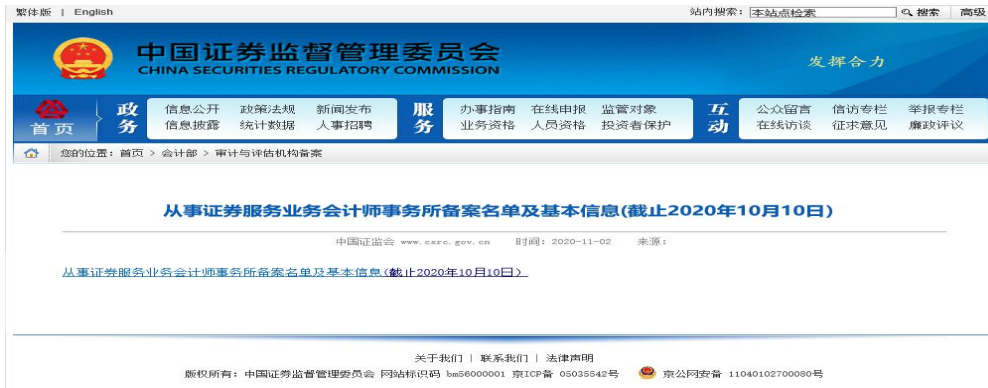 繁体版 | English 站内搜索: 本站点检索 搜索 高级
中国证券监督管理委员会
CHINA SECURITIES REGULATORY COMMISSION
发挥合力
首页 政务 信息公开 政策法规 新闻发布 服务 办事指南 在线申报 监管对象 互动 公众留言 信访专栏 举报专栏
信息披露 统计数据 人事招聘 业务资格 人员资格 投资者保护 在线访谈 征求意见 廉政评议
您的位置：首页 > 会计部 > 审计与评估机构备案
从事证券服务业务会计师事务所备案名单及基本信息(截止2020年10月10日)
中国证监会 www.csrc.gov.cn 时间：2020-11-02 来源：
从事证券服务业务会计师事务所备案名单及基本信息(截止2020年10月10日）
关于我们 | 联系我们 | 法律声明
版权所有：中国证券监督管理委员会 网站标识码 bm56000001 京ICP备 05035542号 京公网安备 11040102700080号